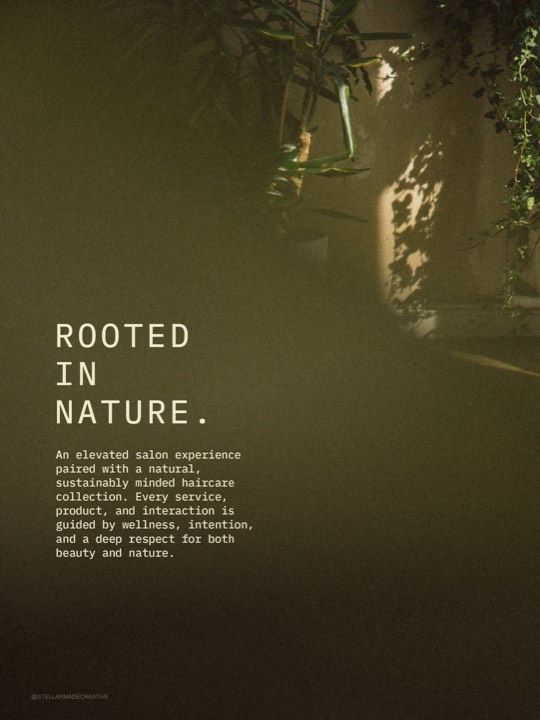 ROOTED
IN
NATURE.
An elevated salon experience
paired with a natural,
sustainably minded haircare
collection. Every service,
product, and interaction is
guided by wellness, intention,
and a deep respect for both
beauty and nature.
@STELLARMADECREATIVE